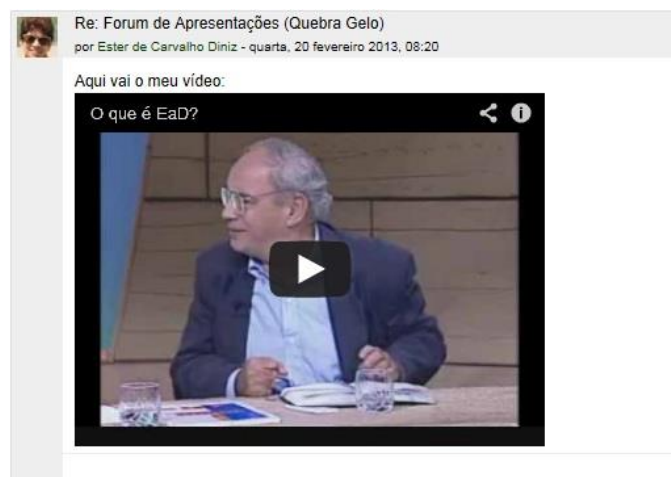 Re: Forum de Apresentações (Quebra Gelo)
por Ester de Carvalho Diniz - quarta, 20 fevereiro 2013, 08:20
Aqui vai o meu vídeo:
O que é EaD?